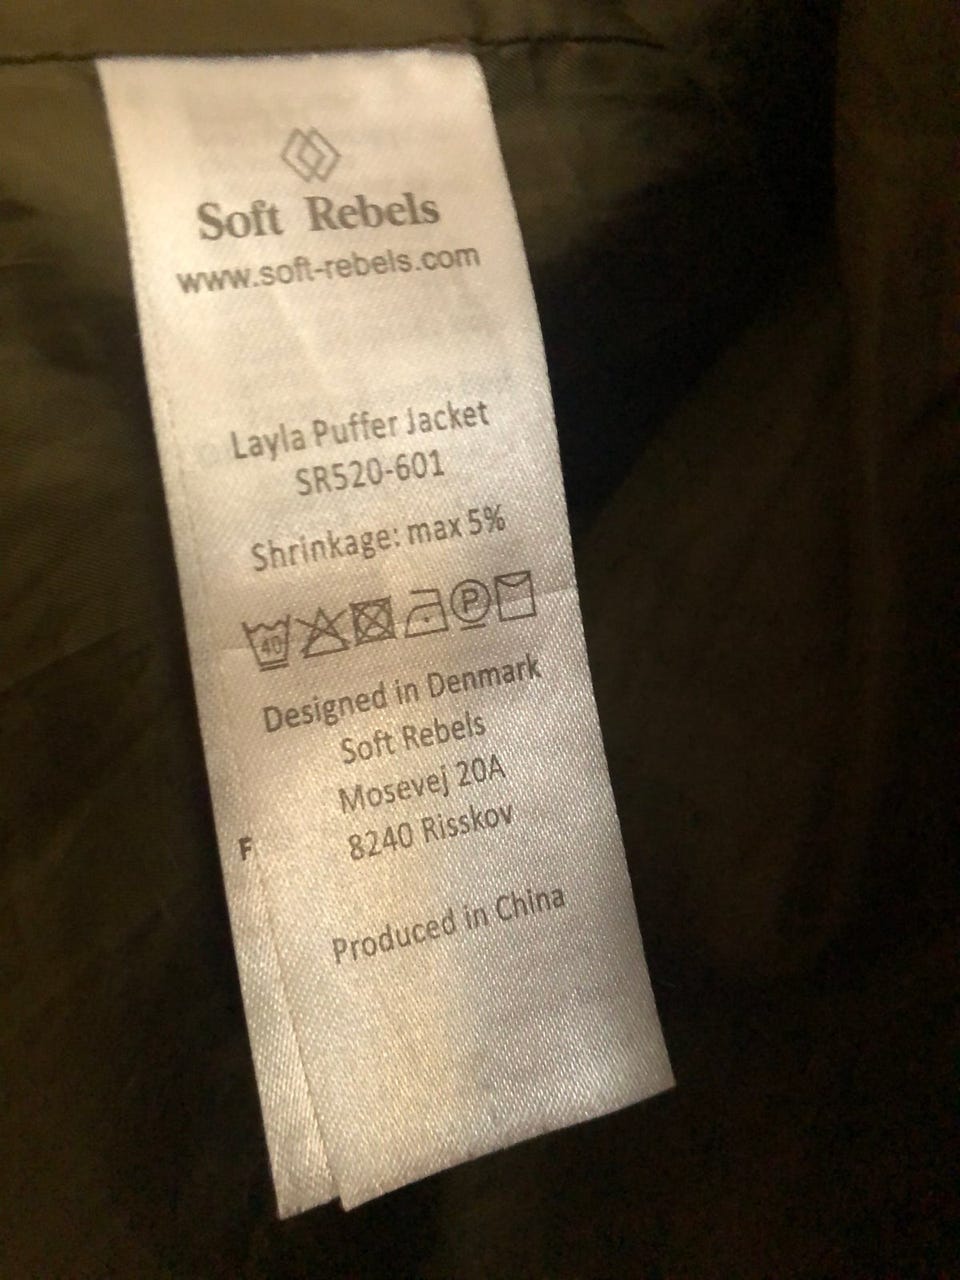 Soft Rebels
www.soft-rebels.com
Layla Puffer Jacket
SR520-601
Shrinkage: max 5%
40 P
Designed in Denmark
Soft Rebels
Mosevej 20A
8240 Risskov
F
Produced in China